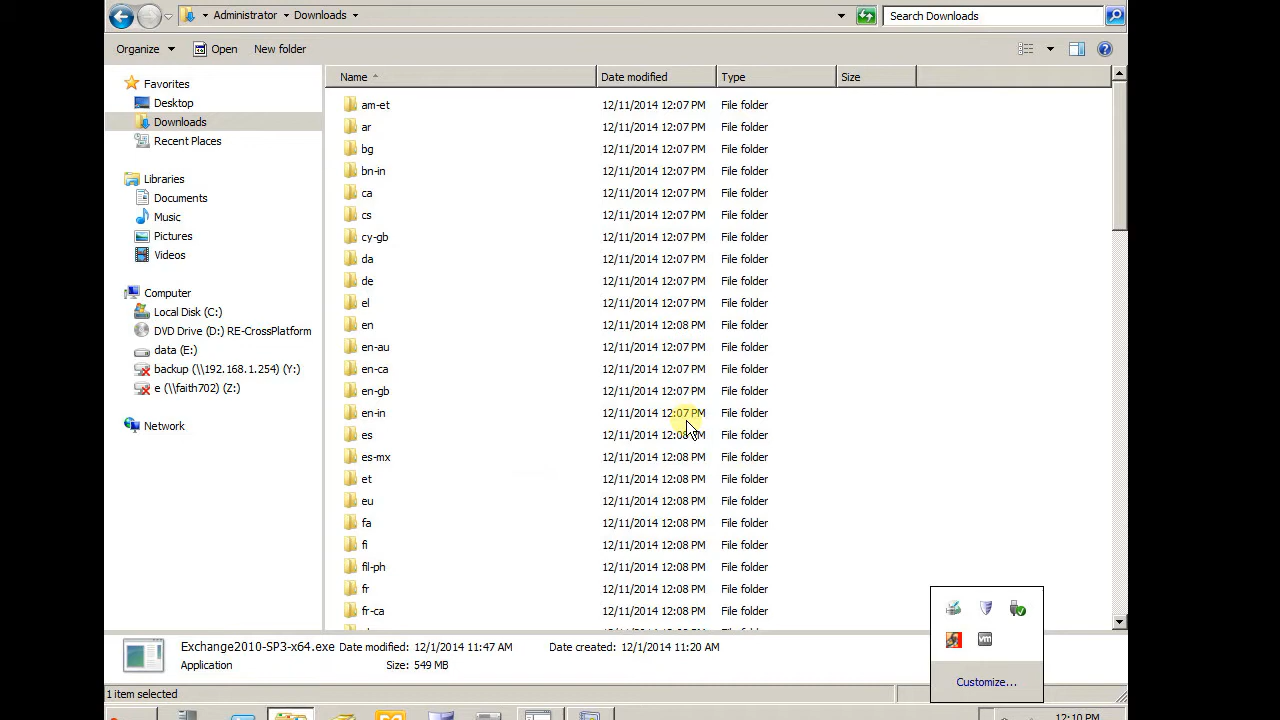 Administrator Downloads Search Downloads
Organize Open New folder
Name Date modified Type Size
Favorites
Desktop
Downloads
Recent Places
Libraries
Documents
Music
Pictures
Videos
Computer
Local Disk (C:)
DVD Drive (D:) RE-CrossPlatform
data (E:)
backup (\\192.168.1.254) (Y:)
e (\\faith702) (Z:)
Network
am-et 12/11/2014 12:07 PM File folder
ar 12/11/2014 12:07 PM File folder
bg 12/11/2014 12:07 PM File folder
bn-in 12/11/2014 12:07 PM File folder
ca 12/11/2014 12:07 PM File folder
cs 12/11/2014 12:07 PM File folder
cy-gb 12/11/2014 12:07 PM File folder
da 12/11/2014 12:07 PM File folder
de 12/11/2014 12:07 PM File folder
el 12/11/2014 12:07 PM File folder
en 12/11/2014 12:08 PM File folder
en-au 12/11/2014 12:07 PM File folder
en-ca 12/11/2014 12:07 PM File folder
en-gb 12/11/2014 12:07 PM File folder
en-in 12/11/2014 12:07 PM File folder
es 12/11/2014 12:08 PM File folder
es-mx 12/11/2014 12:08 PM File folder
et 12/11/2014 12:08 PM File folder
eu 12/11/2014 12:08 PM File folder
fa 12/11/2014 12:08 PM File folder
fi 12/11/2014 12:08 PM File folder
fil-ph 12/11/2014 12:08 PM File folder
fr 12/11/2014 12:08 PM File folder
fr-ca 12/11/2014 12:08 PM File folder
Exchange2010-SP3-x64.exe Date modified: 12/1/2014 11:47 AM Date created: 12/1/2014 11:20 AM
Application Size: 549 MB
vm
Customize...
1 item selected
12:10 PM